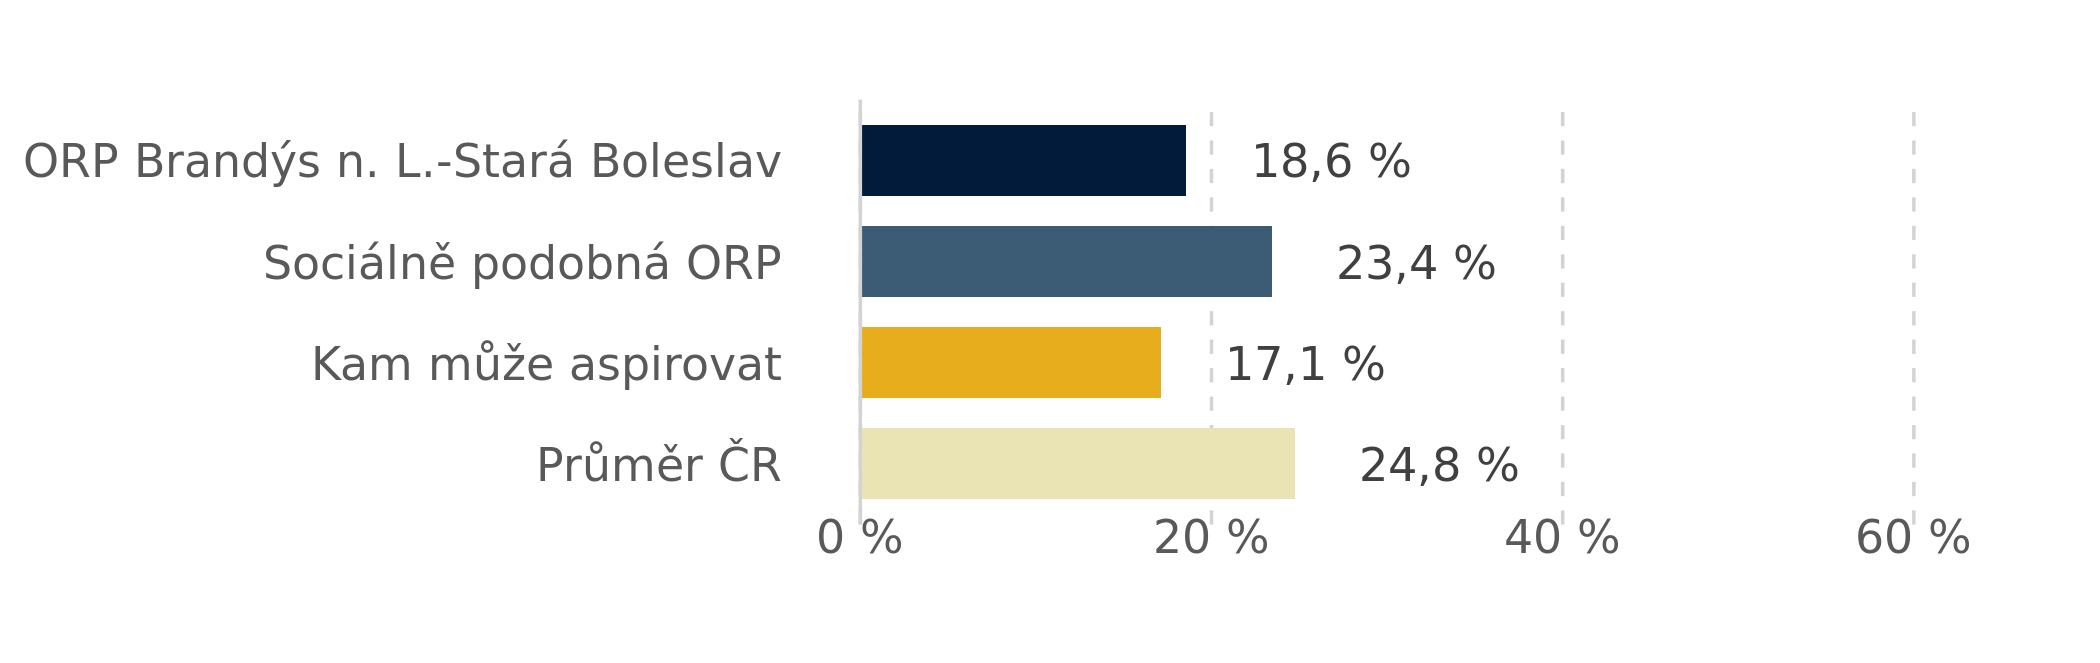 ORP Brandýs n. L.-Stará Boleslav 18,6 %
Sociálně podobná ORP 23,4 %
Kam může aspirovat 17,1 %
Průměr ČR 24,8 %
0 % 20 % 40 % 60 %